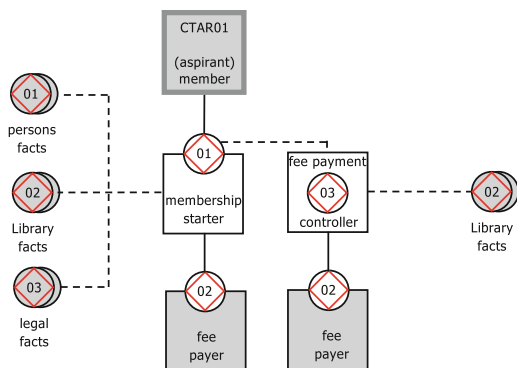 CTAR01
(aspirant)
member
01
persons
facts
02
Library
facts
03
legal
facts
01
membership
starter
fee payment
03
controller
02
Library
facts
02
fee
payer
02
fee
payer